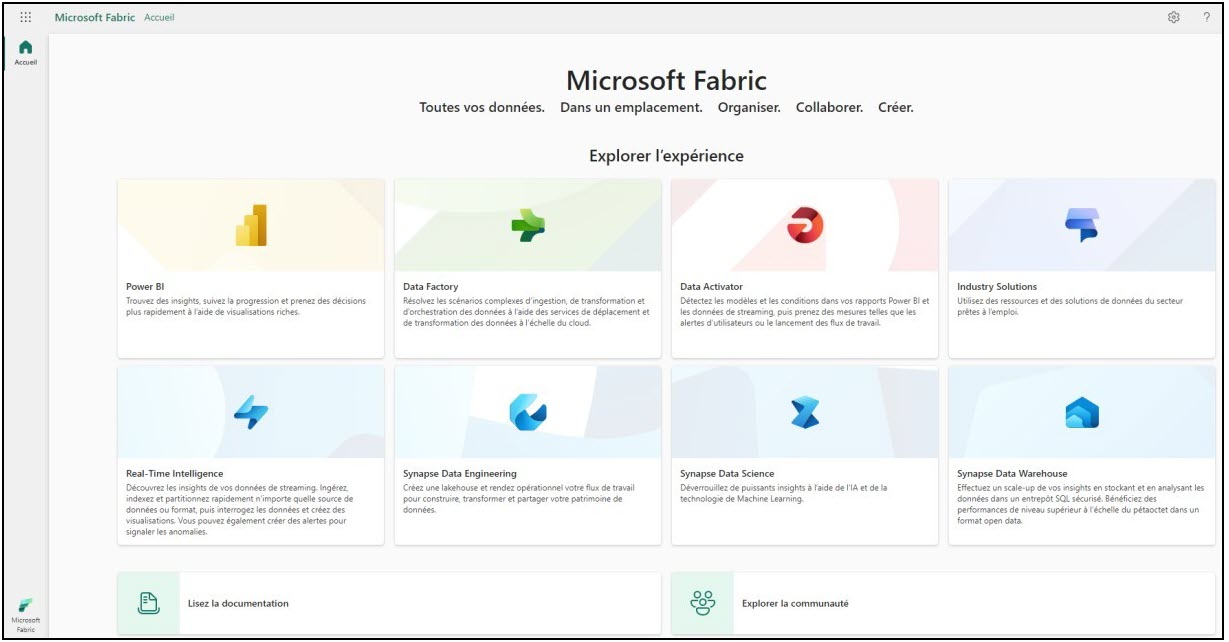 Microsoft Fabric Accueil
?
Accueil
Microsoft Fabric
Toutes vos données. Dans un emplacement. Organiser. Collaborer. Créer.
Explorer l'expérience
Power BI
Trouvez des insights, suivez la progression et prenez des décisions
plus rapidement à l'aide de visualisations riches.
Data Factory
Résolvez les scénarios complexes d'ingestion, de transformation et
d'orchestration des données à l'aide des services de déplacement et
de transformation des données à l'échelle du cloud.
Data Activator
Détectez les modèles et les conditions dans vos rapports Power BI et
les données de streaming, puis prenez des mesures telles que les
alertes d'utilisateurs ou le lancement des flux de travail.
Industry Solutions
Utilisez des ressources et des solutions de données du secteur
prêtes à l'emploi.
Real-Time Intelligence
Découvrez les insights de vos données de streaming. Ingérez,
indexez et partitionnez rapidement n'importe quelle source de
données ou format, puis interrogez les données et créez des
visualisations. Vous pouvez également créer des alertes pour
signaler les anomalies.
Synapse Data Engineering
Créez une lakehouse et rendez opérationnel votre flux de travail
pour construire, transformer et partager votre patrimoine de
données.
Synapse Data Science
Déverrouillez de puissants insights à l'aide de l'IA et de la
technologie de Machine Learning.
Synapse Data Warehouse
Effectuez un scale-up de vos insights en stockant et en analysant les
données dans un entrepôt SQL sécurisé. Bénéficiez des
performances de niveau supérieur à l'échelle du pétaoctet dans un
format open data.
Lisez la documentation
Explorer la communauté
Microsoft
Fabric